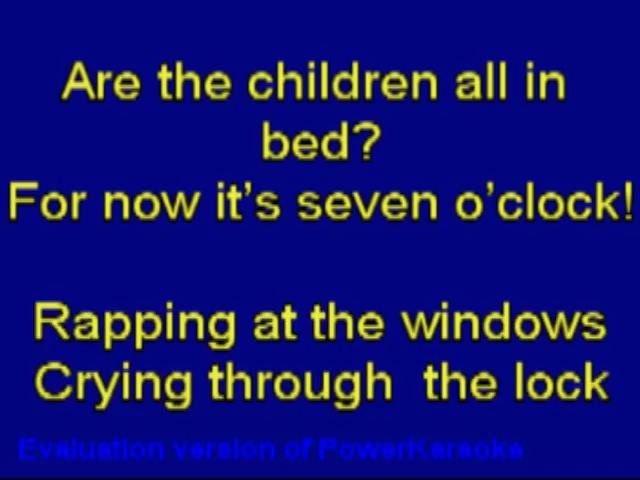 Are the children all in
bed?
For now it's seven o'clock!
Rapping at the windows
Crying through  the lock
Evaluation version of PowerKaraoke